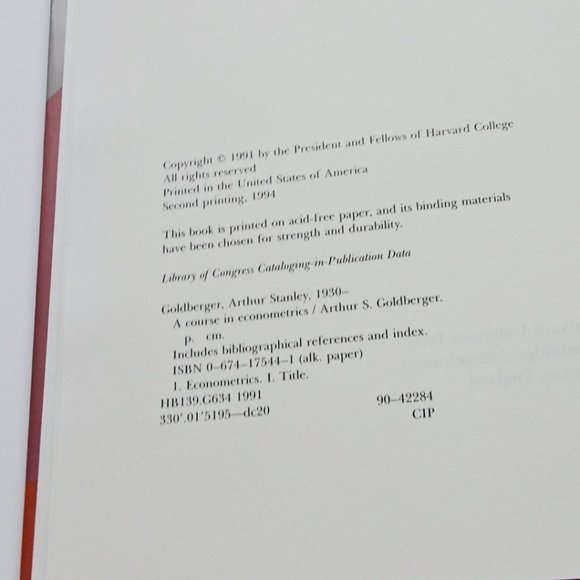 Copyright © 1991 by the President and Fellows of Harvard College
All rights reserved
Printed in the United States of America
Second printing, 1994
This book is printed on acid-free paper, and its binding materials
have been chosen for strength and durability.
Library of Congress Cataloging-in-Publication Data
Goldberger, Arthur Stanley, 1930–
A course in econometrics / Arthur S. Goldberger.
p. cm.
Includes bibliographical references and index.
ISBN 0–674–17544–1 (alk. paper)
1. Econometrics. I. Title.
HB139.G634 1991
330'.01'5195—dc20 90–42284
CIP